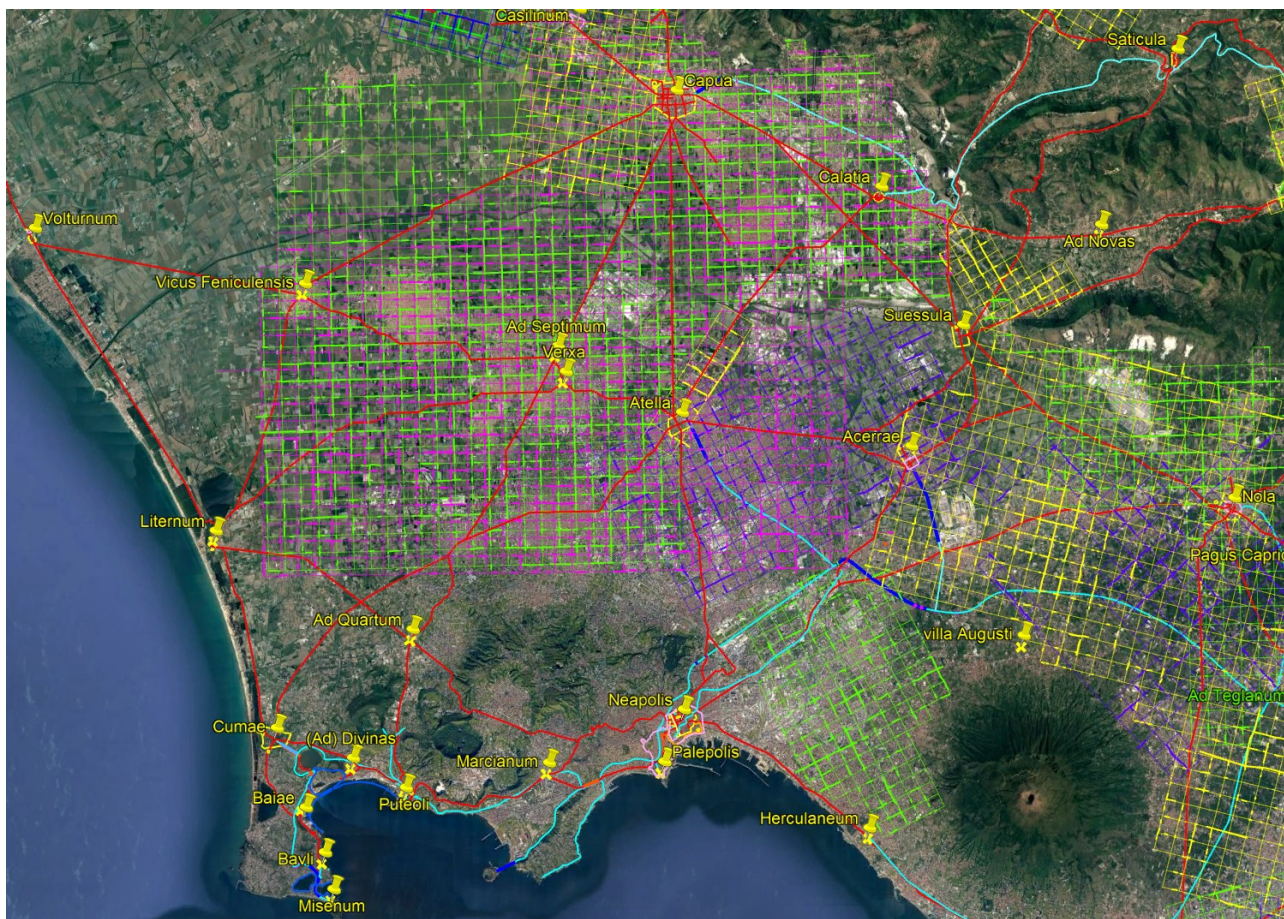 Casilinum
Saticula
Capua
Calatia
Volturnum
Ad Novas
Vicus Feniculensis
Suessula
Ad Septimum
Verxa
Atella
Acerrae
Nola
Liternum
Pagus Capric
Ad Quartum
villa Augusti
Ad Teglanum
Neapolis
Cumae
(Ad) Divinas
Marcianum
Palepolis
Baiae
Puteoli
Herculaneum
Bavli
Misenum